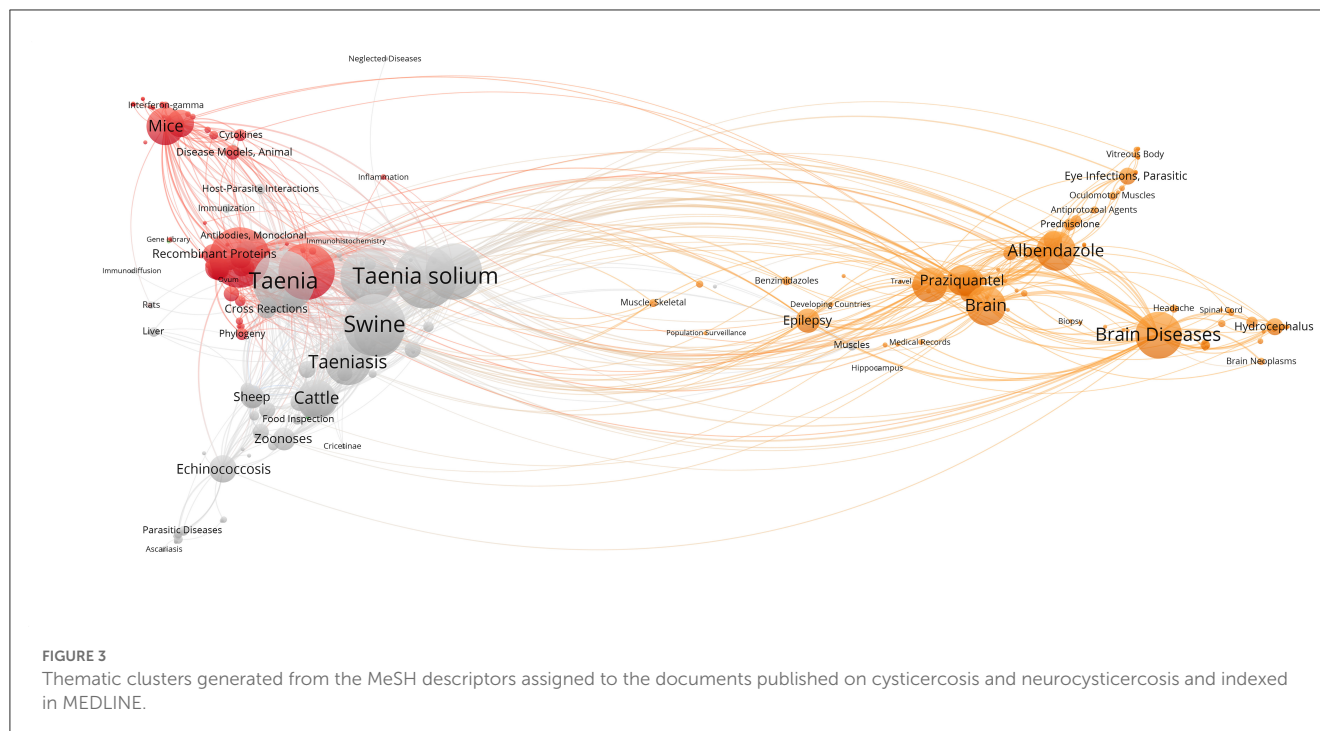 Neglected Diseases
Interferon-gamma
Mice
Cytokines
Disease Models, Animal
Vitreous Body
Eye Infections, Parasitic
Inflammation
Host-Parasite Interactions
Oculomotor Muscles
Immunization
Antiprotozoal Agents
Prednisolone
Antibodies, Monoclonal
Gene Library
Immunohistochemistry
Recombinant Proteins
Albendazole
Immunodiffusion
Taenia
Ovum
Taenia solium
Benzimidazoles
Travel
Praziquantel
Rats
Cross Reactions
Muscle, Skeletal
Developing Countries
Brain
Headache
Spinal Cord
Liver
Phylogeny
Swine
Epilepsy
Population Surveillance
Biopsy
Brain Diseases
Hydrocephalus
Muscles
Medical Records
Taeniasis
Brain Neoplasms
Hippocampus
Sheep
Cattle
Food Inspection
Zoonoses
Cricetinae
Echinococcosis
Parasitic Diseases
Ascariasis
FIGURE 3
Thematic clusters generated from the MeSH descriptors assigned to the documents published on cysticercosis and neurocysticercosis and indexed
in MEDLINE.